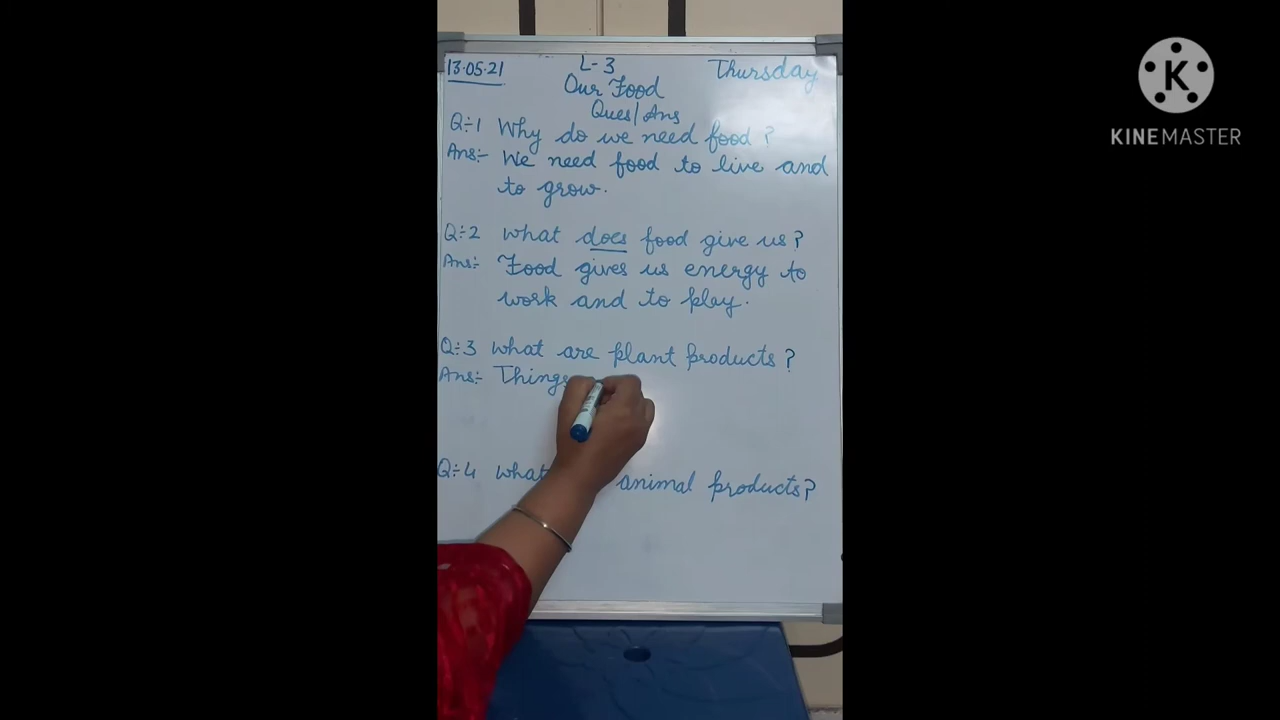 13.05.21 L-3 Thursday
Our Food
Ques/Ans
Q÷1 Why do we need food?
Ans:- We need food to live and
to grow.
Q÷2 What does food give us?
Ans:- Food gives us energy to
work and to play.
Q÷3 What are plant products?
Ans:- Things
Q÷4 What animal products?
K
KINEMASTER